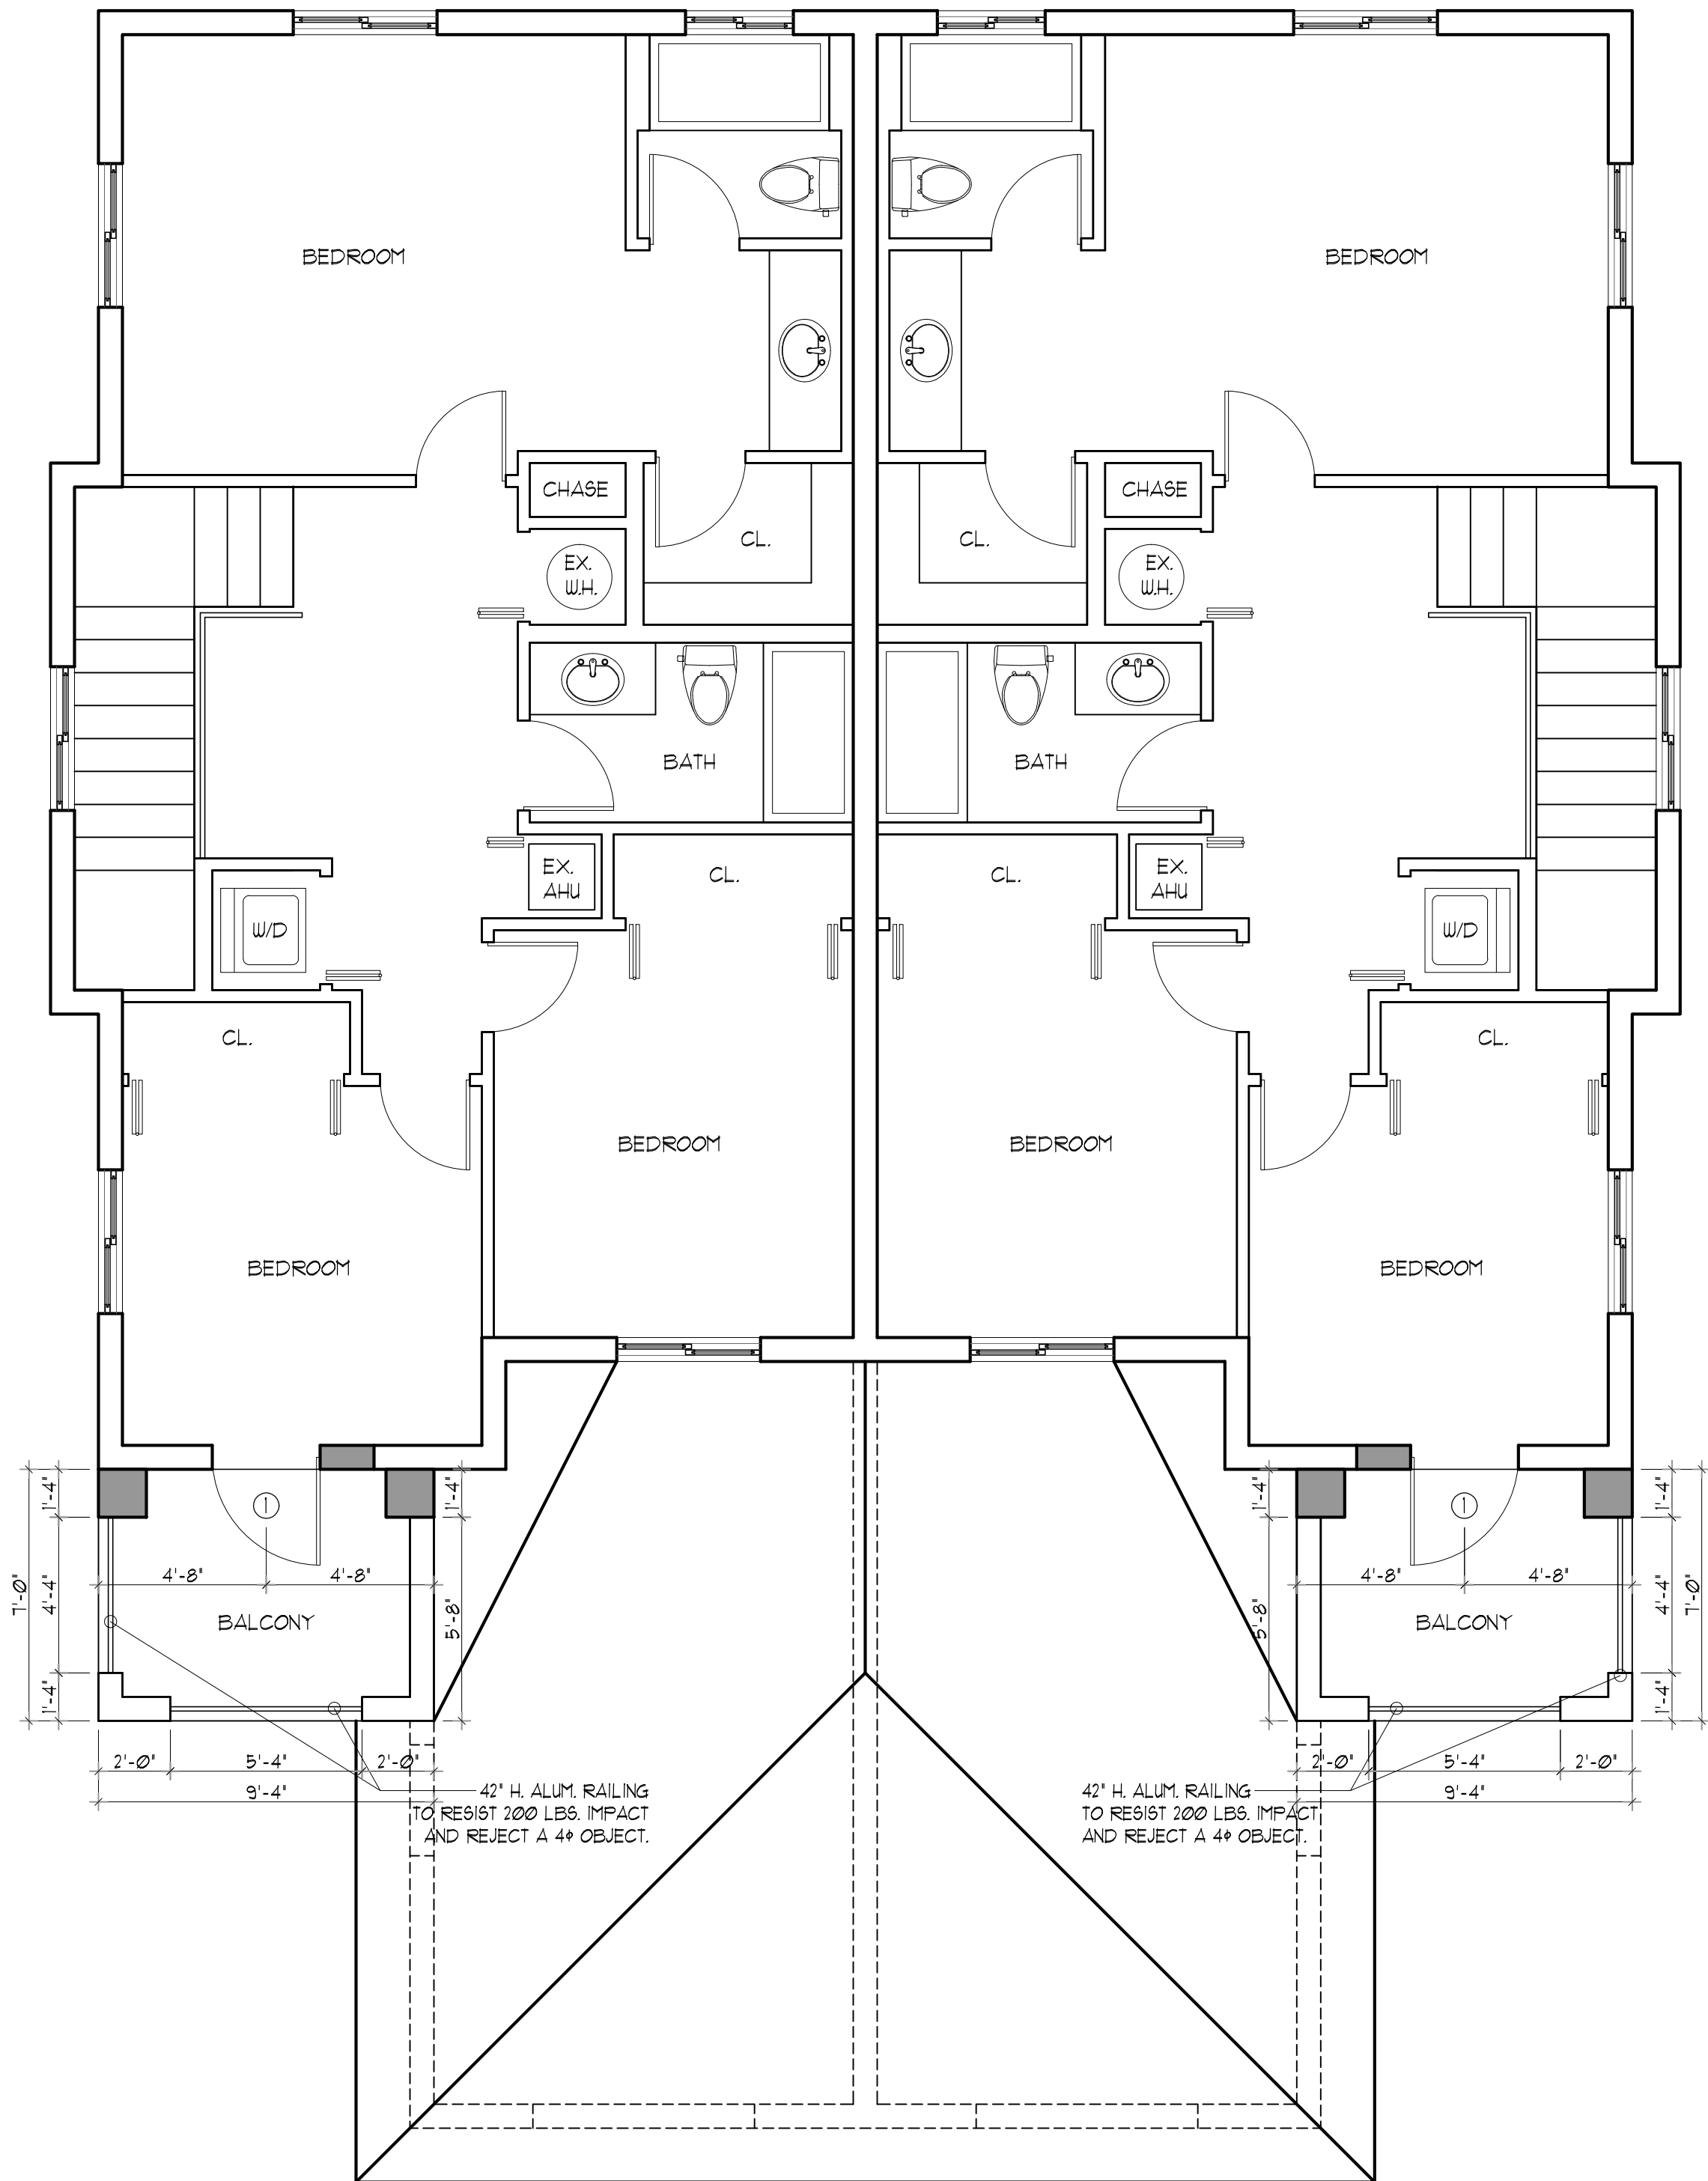 BEDROOM
BEDROOM
CHASE
CHASE
CL.
CL.
EX.
W.H.
EX.
W.H.
BATH
BATH
EX.
AHU
CL.
CL.
EX.
AHU
W/D
W/D
CL.
CL.
BEDROOM
BEDROOM
BEDROOM
BEDROOM
1'-4"
1
1'-4"
1'-4"
1
1'-4"
7'-0"
4'-4"
4'-8"
4'-8"
5'-8"
BALCONY
5'-8"
4'-8"
4'-8"
4'-4"
7'-0"
BALCONY
1'-4"
1'-4"
2'-0"
5'-4"
2'-0"
9'-4"
2'-0"
5'-4"
2'-0"
9'-4"
42" H. ALUM. RAILING
TO RESIST 200 LBS. IMPACT
AND REJECT A 4φ OBJECT.
42" H. ALUM. RAILING
TO RESIST 200 LBS. IMPACT
AND REJECT A 4φ OBJECT.